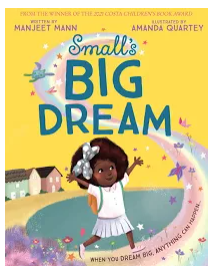 FROM THE WINNER OF THE 2021 COSTA CHILDREN'S BOOK AWARD
WRITTEN BY
MANJEET MANN
ILLUSTRATED BY
AMANDA QUARTEY
Small's
BIG
DREAM
WHEN YOU DREAM BIG, ANYTHING CAN HAPPEN.